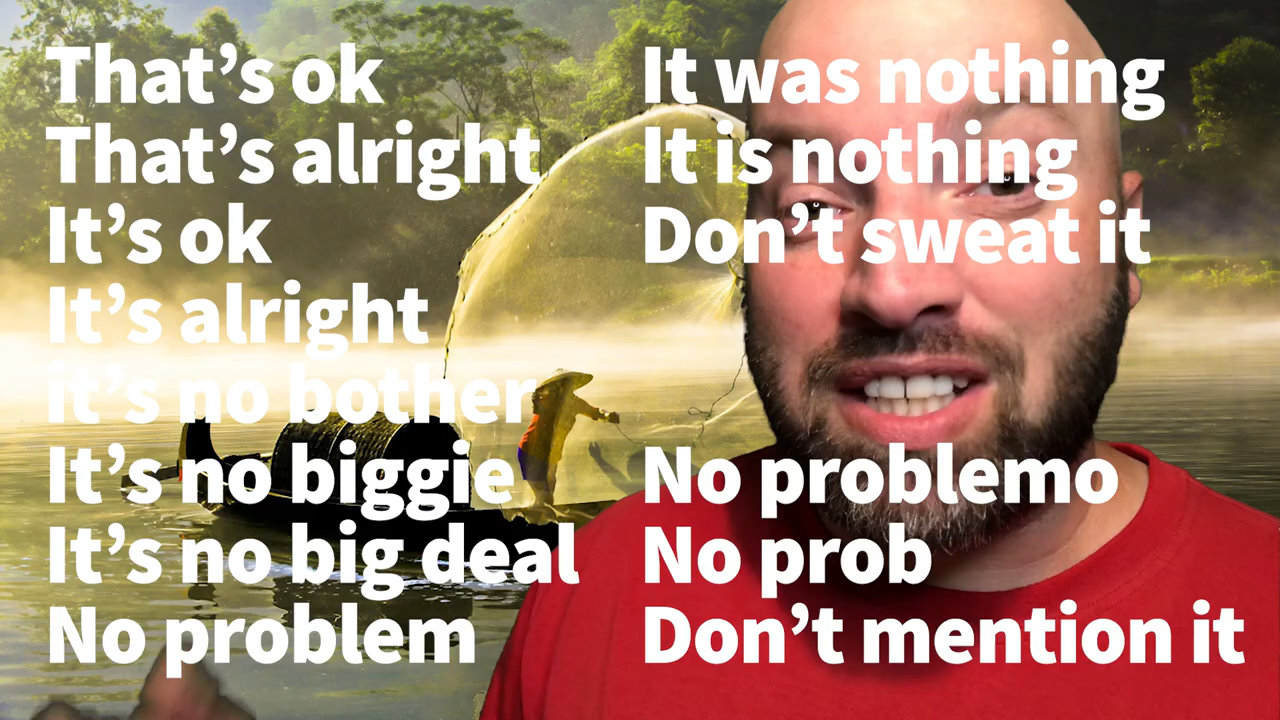 That’s ok
That’s alright
It’s ok
It’s alright
it’s no bother
It’s no biggie
It’s no big deal
No problem
It was nothing
It is nothing
Don’t sweat it
No problemo
No prob
Don’t mention it